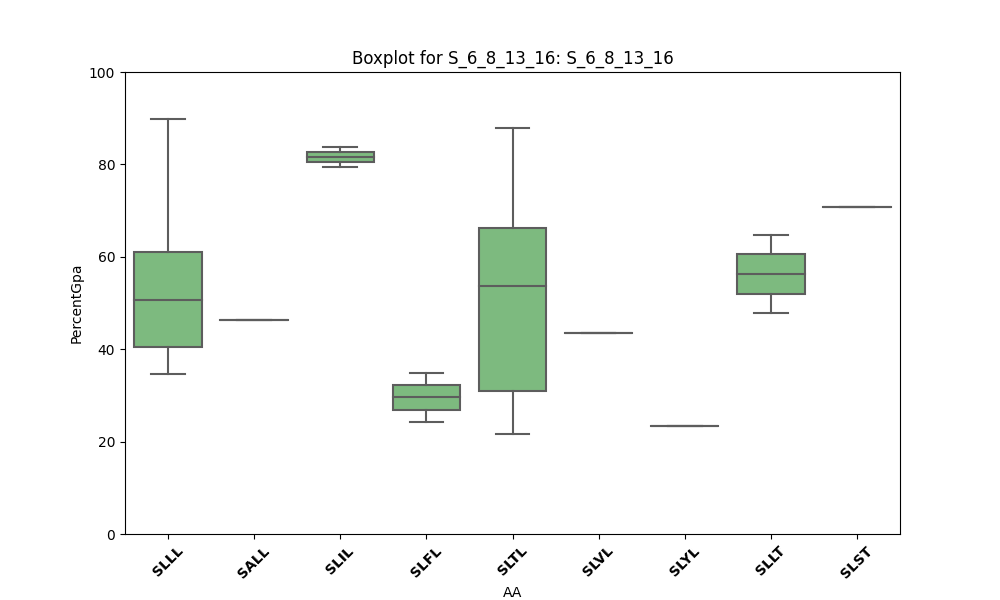 Boxplot for S_6_8_13_16: S_6_8_13_16
100
80
60
40
20
0
PercentGpa
SLLL
SALL
SLIL
SLFL
SLTL
SLVL
SLYL
SLLT
SLST
AA